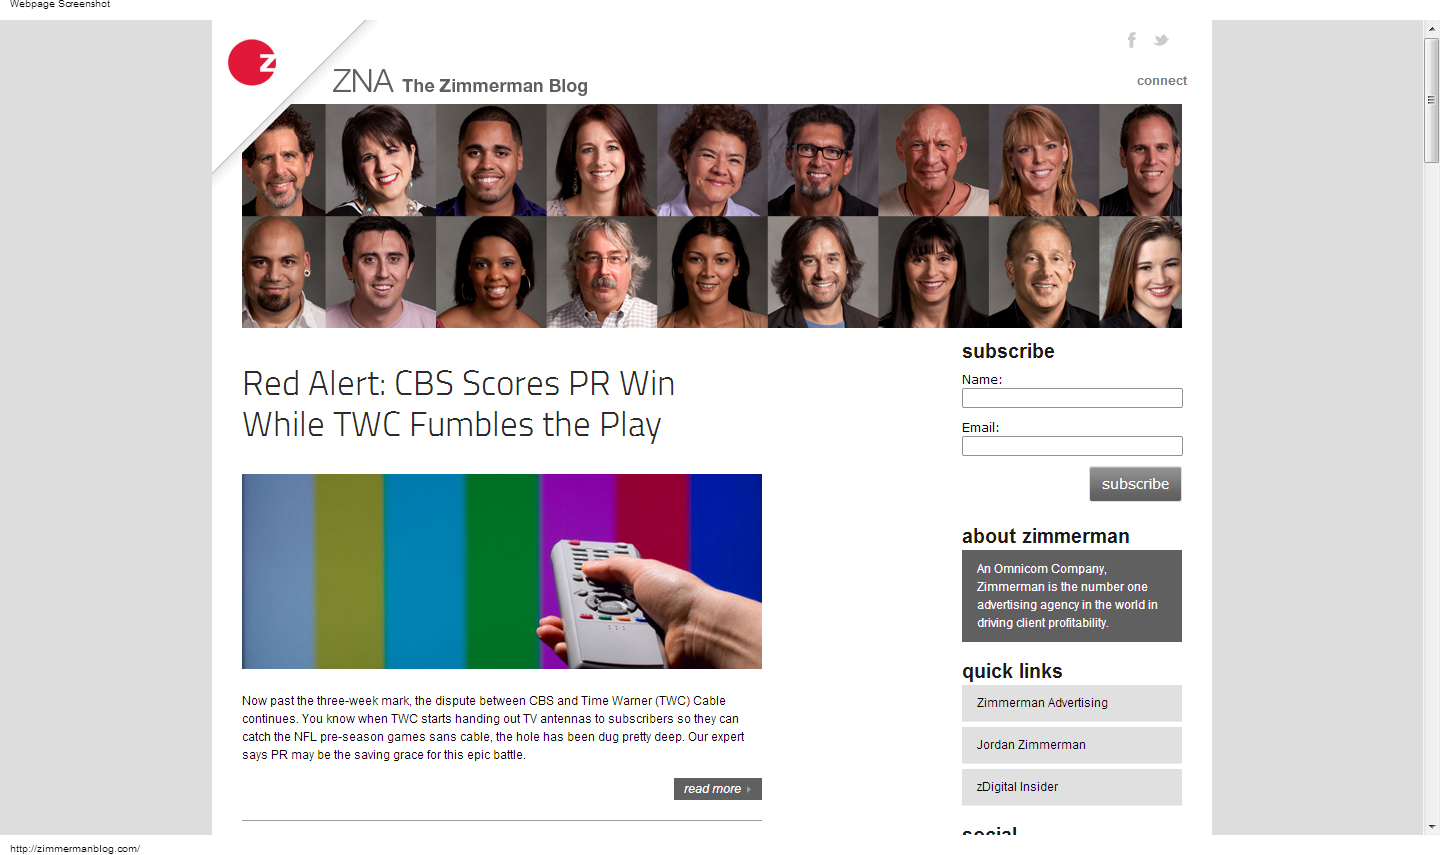 Webpage Screenshot
z
ZNA The Zimmerman Blog
connect
Red Alert: CBS Scores PR Win
While TWC Fumbles the Play
Now past the three-week mark, the dispute between CBS and Time Warner (TWC) Cable
continues. You know when TWC starts handing out TV antennas to subscribers so they can
catch the NFL pre-season games sans cable, the hole has been dug pretty deep. Our expert
says PR may be the saving grace for this epic battle.
read more
subscribe
Name:
Email:
subscribe
about zimmerman
An Omnicom Company,
Zimmerman is the number one
advertising agency in the world in
driving client profitability.
quick links
Zimmerman Advertising
Jordan Zimmerman
zDigital Insider
social
http://zimmermanblog.com/